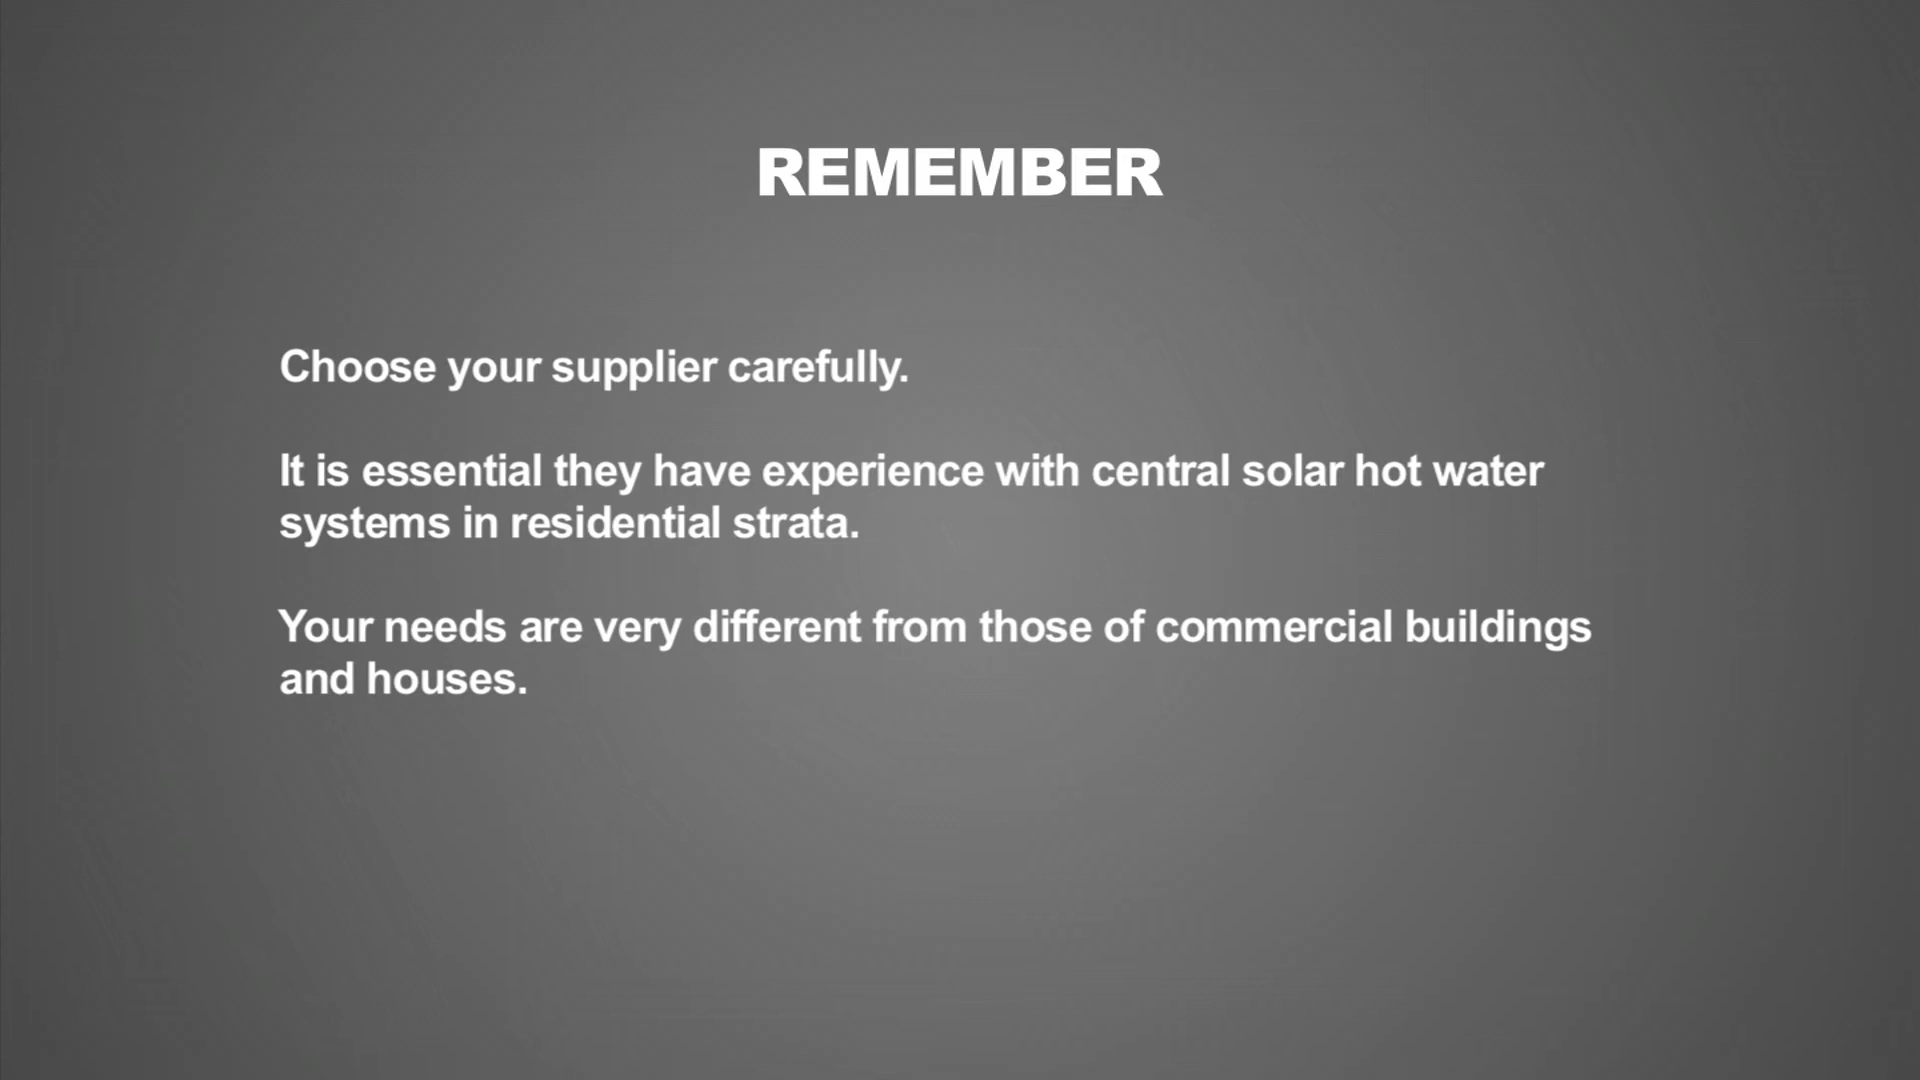 REMEMBER
Choose your supplier carefully.
It is essential they have experience with central solar hot water
systems in residential strata.
Your needs are very different from those of commercial buildings
and houses.